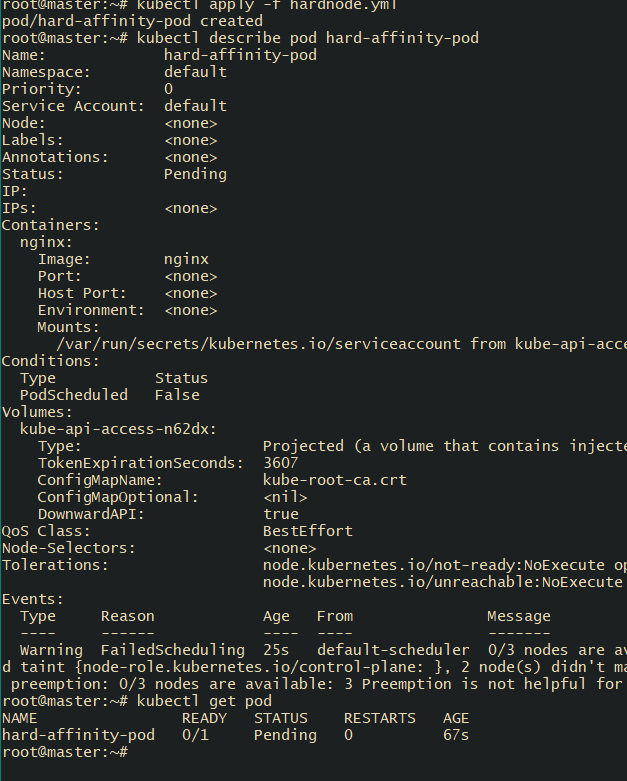 root@master:~# kubectl apply -f hardnode.yml
pod/hard-affinity-pod created
root@master:~# kubectl describe pod hard-affinity-pod
Name:             hard-affinity-pod
Namespace:        default
Priority:         0
Service Account:  default
Node:             <none>
Labels:           <none>
Annotations:      <none>
Status:           Pending
IP:
IPs:              <none>
Containers:
  nginx:
    Image:        nginx
    Port:         <none>
    Host Port:    <none>
    Environment:  <none>
    Mounts:
      /var/run/secrets/kubernetes.io/serviceaccount from kube-api-acce
Conditions:
  Type           Status
  PodScheduled   False
Volumes:
  kube-api-access-n62dx:
    Type:                    Projected (a volume that contains injecte
    TokenExpirationSeconds:  3607
    ConfigMapName:           kube-root-ca.crt
    ConfigMapOptional:       <nil>
    DownwardAPI:             true
QoS Class:                   BestEffort
Node-Selectors:              <none>
Tolerations:                 node.kubernetes.io/not-ready:NoExecute op
                             node.kubernetes.io/unreachable:NoExecute
Events:
  Type     Reason            Age   From               Message
  ----     ------            ----  ----               -------
  Warning  FailedScheduling  25s   default-scheduler  0/3 nodes are av
d taint {node-role.kubernetes.io/control-plane: }, 2 node(s) didn't ma
 preemption: 0/3 nodes are available: 3 Preemption is not helpful for
root@master:~# kubectl get pod
NAME                READY   STATUS    RESTARTS   AGE
hard-affinity-pod   0/1     Pending   0          67s
root@master:~#